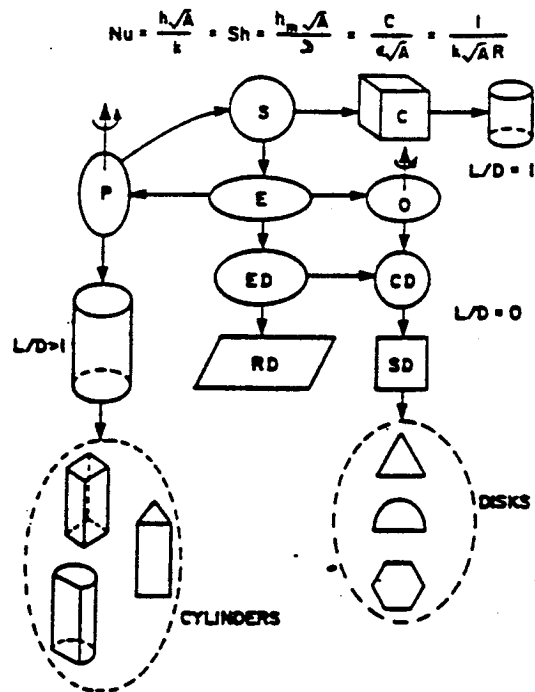 Nu = h√A/k = Sh = h_m √A/𝒟 = C/ε√A = 1/k√A R
S
C
L/D = 1
P
E
O
ED
CD
L/D = 0
L/D>1
RD
SD
DISKS
CYLINDERS